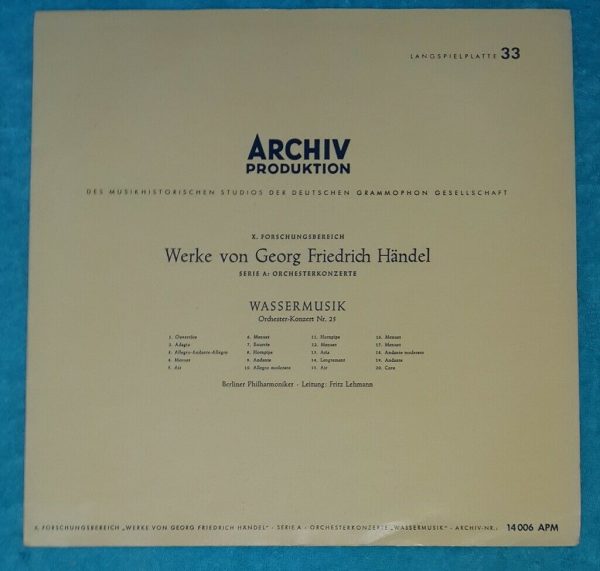 LANGSPIELPLATTE 33
ARCHIV
PRODUKTION
DES MUSIKHISTORISCHEN STUDIOS DER DEUTSCHEN GRAMMOPHON GESELLSCHAFT
X. FORSCHUNGSBEREICH
Werke von Georg Friedrich Händel
SERIE A: ORCHESTERKONZERTE
WASSERMUSIK
Orchester-Konzert Nr. 25
1. Ouvertüre
2. Adagio
3. Allegro-Andante-Allegro
4. Menuet
5. Air
6. Menuet
7. Bourrée
8. Hornpipe
9. Andante
10. Allegro moderato
11. Hornpipe
12. Menuet
13. Aria
14. Lentement
15. Air
16. Menuet
17. Menuet
18. Andante moderato
19. Andante
20. Coro
Berliner Philharmoniker - Leitung: Fritz Lehmann
X. FORSCHUNGSBEREICH „WERKE VON GEORG FRIEDRICH HÄNDEL“ - SERIE A : ORCHESTERKONZERTE „WASSERMUSIK“ - ARCHIV-NR.: 14 006 APM